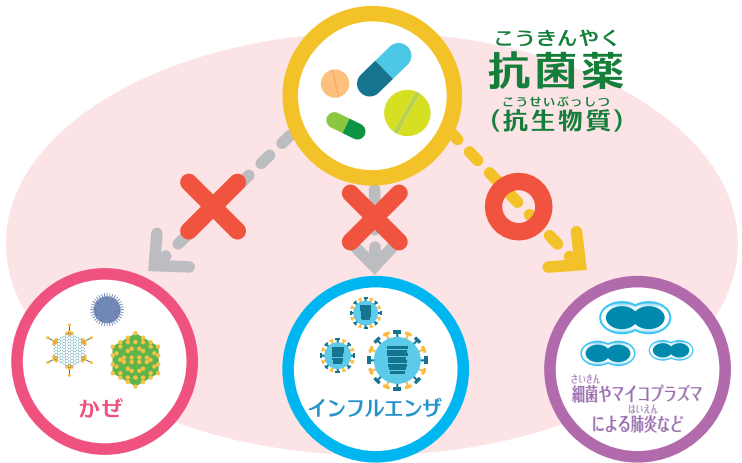 こうきんやく
抗菌薬
こうせいぶっしつ
（抗生物質）
かぜ
インフルエンザ
さいきん
細菌やマイコプラズマ
はいえん
による肺炎など